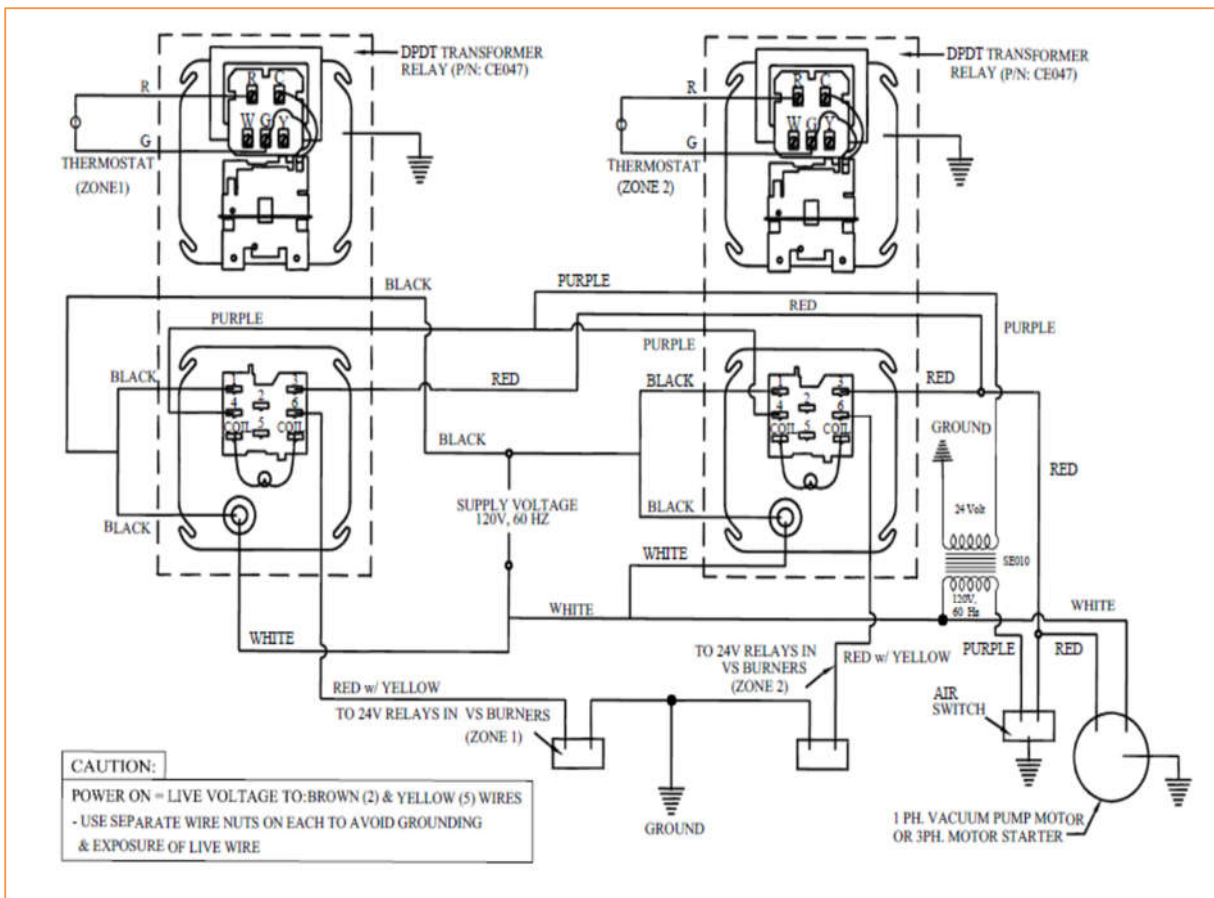 DPDT TRANSFORMER
RELAY (P/N: CE047)
R
R C
W G Y
G
THERMOSTAT
(ZONE1)
DPDT TRANSFORMER
RELAY (P/N: CE047)
R
R C
W G Y
G
THERMOSTAT
(ZONE 2)
BLACK
PURPLE
RED
PURPLE
PURPLE
PURPLE
BLACK
1 3
2
4 6
COIL 5 COIL
RED
BLACK
BLACK
1 3
2
4 6
COIL 5 COIL
RED
GROUND
RED
BLACK
SUPPLY VOLTAGE
120V, 60 HZ
BLACK
WHITE
24 Volt
SE010
120V,
60 Hz
WHITE
WHITE
WHITE
PURPLE
RED
TO 24V RELAYS IN
VS BURNERS
(ZONE 2)
RED w/ YELLOW
RED w/ YELLOW
TO 24V RELAYS IN VS BURNERS
(ZONE 1)
AIR
SWITCH
GROUND
1 PH. VACUUM PUMP MOTOR
OR 3PH. MOTOR STARTER
CAUTION:
POWER ON = LIVE VOLTAGE TO:BROWN (2) & YELLOW (5) WIRES
- USE SEPARATE WIRE NUTS ON EACH TO AVOID GROUNDING
& EXPOSURE OF LIVE WIRE